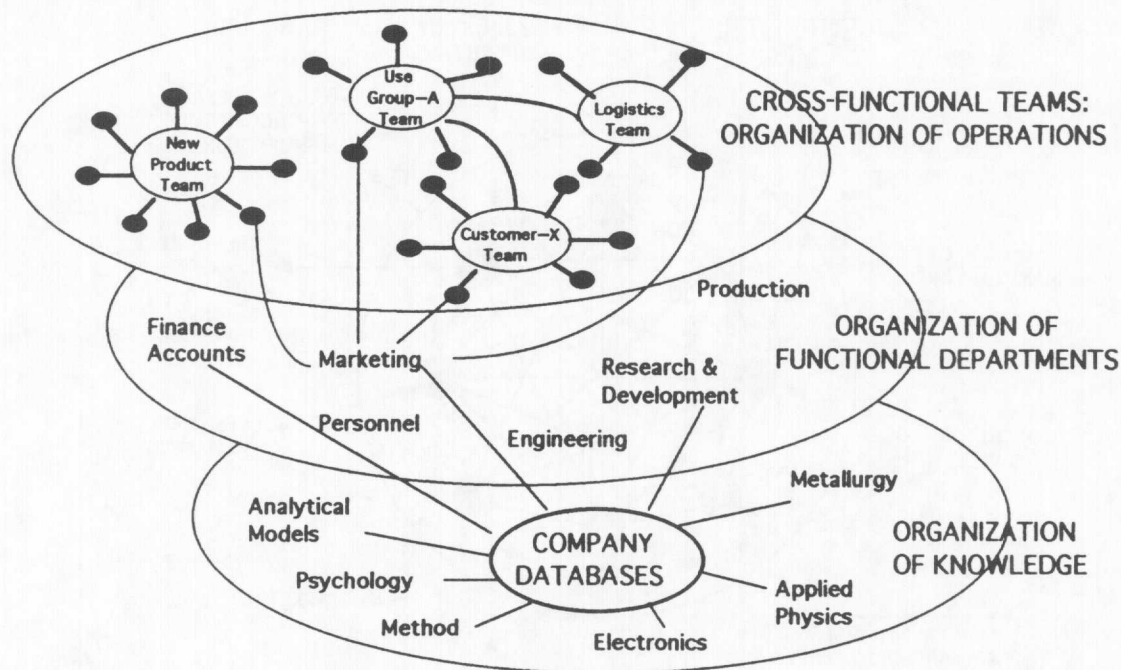 Use
Group-A
Team
Logistics
Team
CROSS-FUNCTIONAL TEAMS:
ORGANIZATION OF OPERATIONS
New
Product
Team
Customer-X
Team
Production
Finance
Accounts
Marketing
Research &
Development
ORGANIZATION OF
FUNCTIONAL DEPARTMENTS
Personnel
Engineering
Metallurgy
Analytical
Models
COMPANY
DATABASES
ORGANIZATION
OF KNOWLEDGE
Psychology
Applied
Physics
Method
Electronics